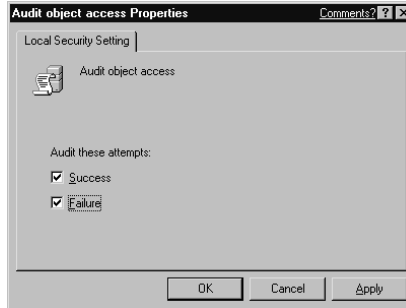 Audit object access Properties Comments? ? X
Local Security Setting
Audit object access
Audit these attempts:
Success
Failure
OK Cancel Apply